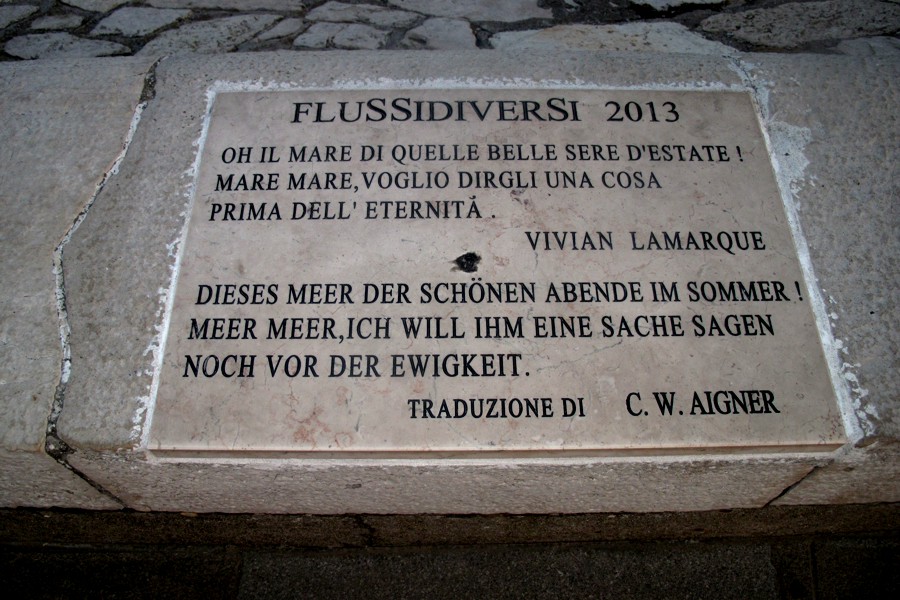 FLUSSIDIVERSI 2013
OH IL MARE DI QUELLE BELLE SERE D'ESTATE !
MARE MARE,VOGLIO DIRGLI UNA COSA
PRIMA DELL' ETERNITÁ .
VIVIAN LAMARQUE
DIESES MEER DER SCHÖNEN ABENDE IM SOMMER !
MEER MEER,ICH WILL IHM EINE SACHE SAGEN
NOCH VOR DER EWIGKEIT.
TRADUZIONE DI C. W. AIGNER